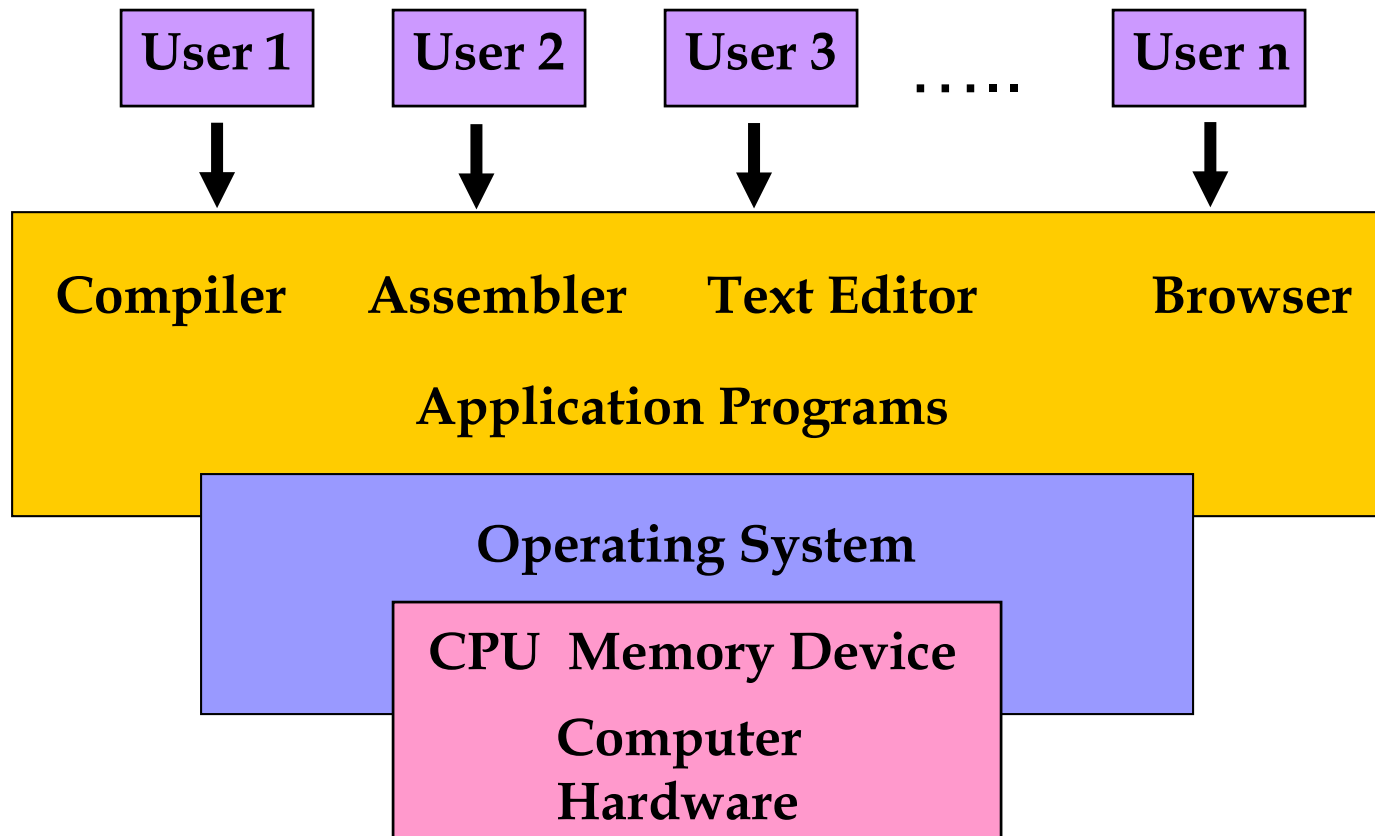 User 1 User 2 User 3 ..... User n
Compiler Assembler Text Editor Browser
Application Programs
Operating System
CPU Memory Device
Computer
Hardware